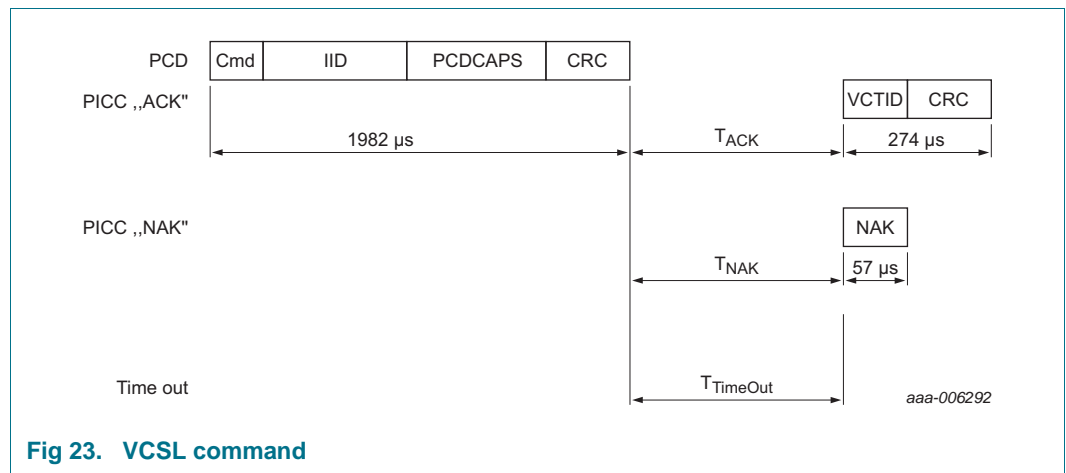 PCD Cmd IID PCDCAPS CRC
PICC ,,ACK" VCTID CRC
1982 µs TACK 274 µs
PICC ,,NAK" NAK
TNAK 57 µs
Time out TTimeOut aaa-006292
Fig 23. VCSL command